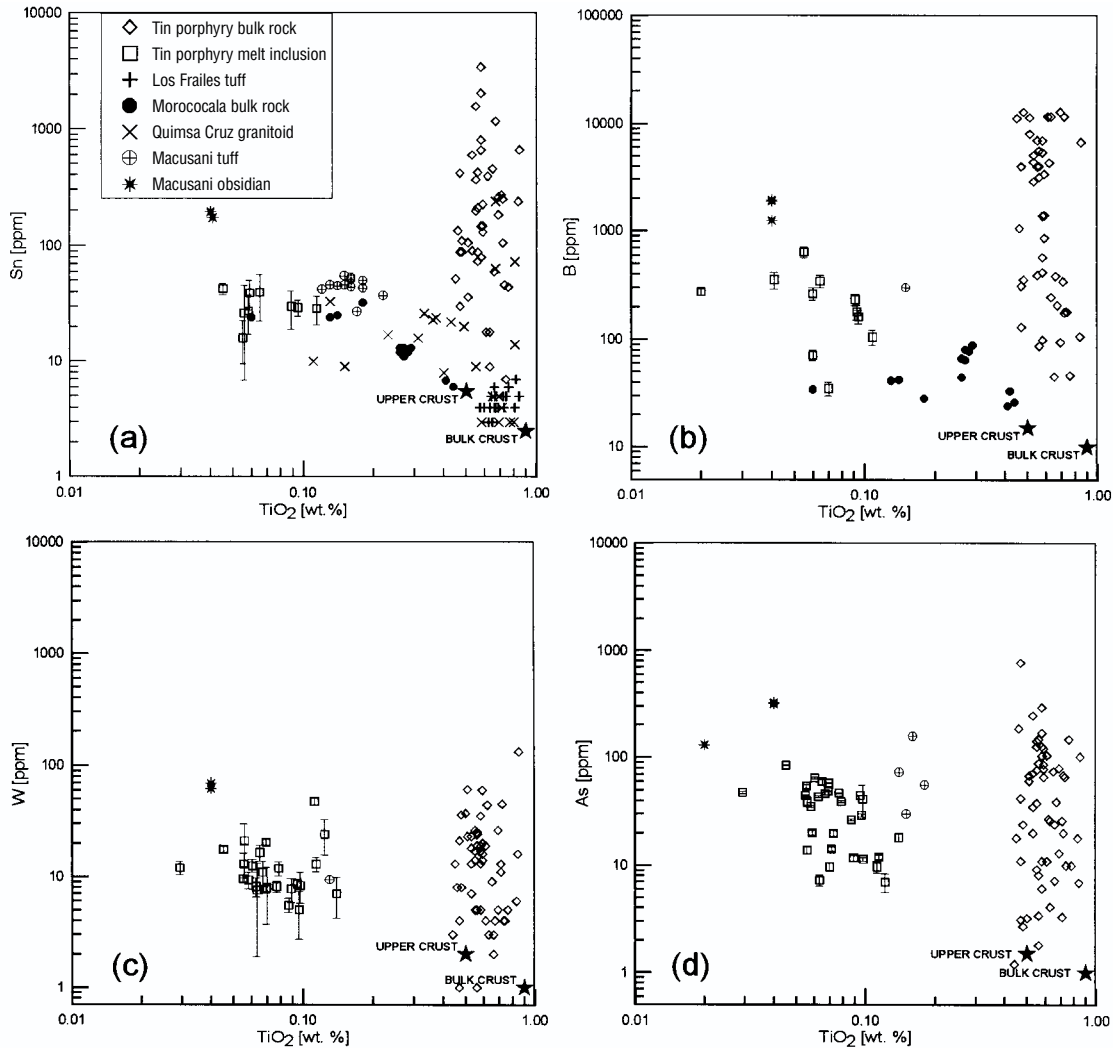 Tin porphyry bulk rock
Tin porphyry melt inclusion
Los Frailes tuff
Morococala bulk rock
Quimsa Cruz granitoid
Macusani tuff
Macusani obsidian
10000
1000
100
10
1
Sn [ppm]
(a)
UPPER CRUST
BULK CRUST
0.01
0.10
1.00
TiO2 [wt. %]
10000
1000
100
10
B [ppm]
(b)
UPPER CRUST
BULK CRUST
0.01
0.10
1.00
TiO2 [wt. %]
10000
1000
100
10
1
W [ppm]
(c)
UPPER CRUST
BULK CRUST
0.01
0.10
1.00
TiO2 [wt. %]
10000
1000
100
10
1
As [ppm]
(d)
UPPER CRUST
BULK CRUST
0.01
0.10
1.00
TiO2 [wt. %]